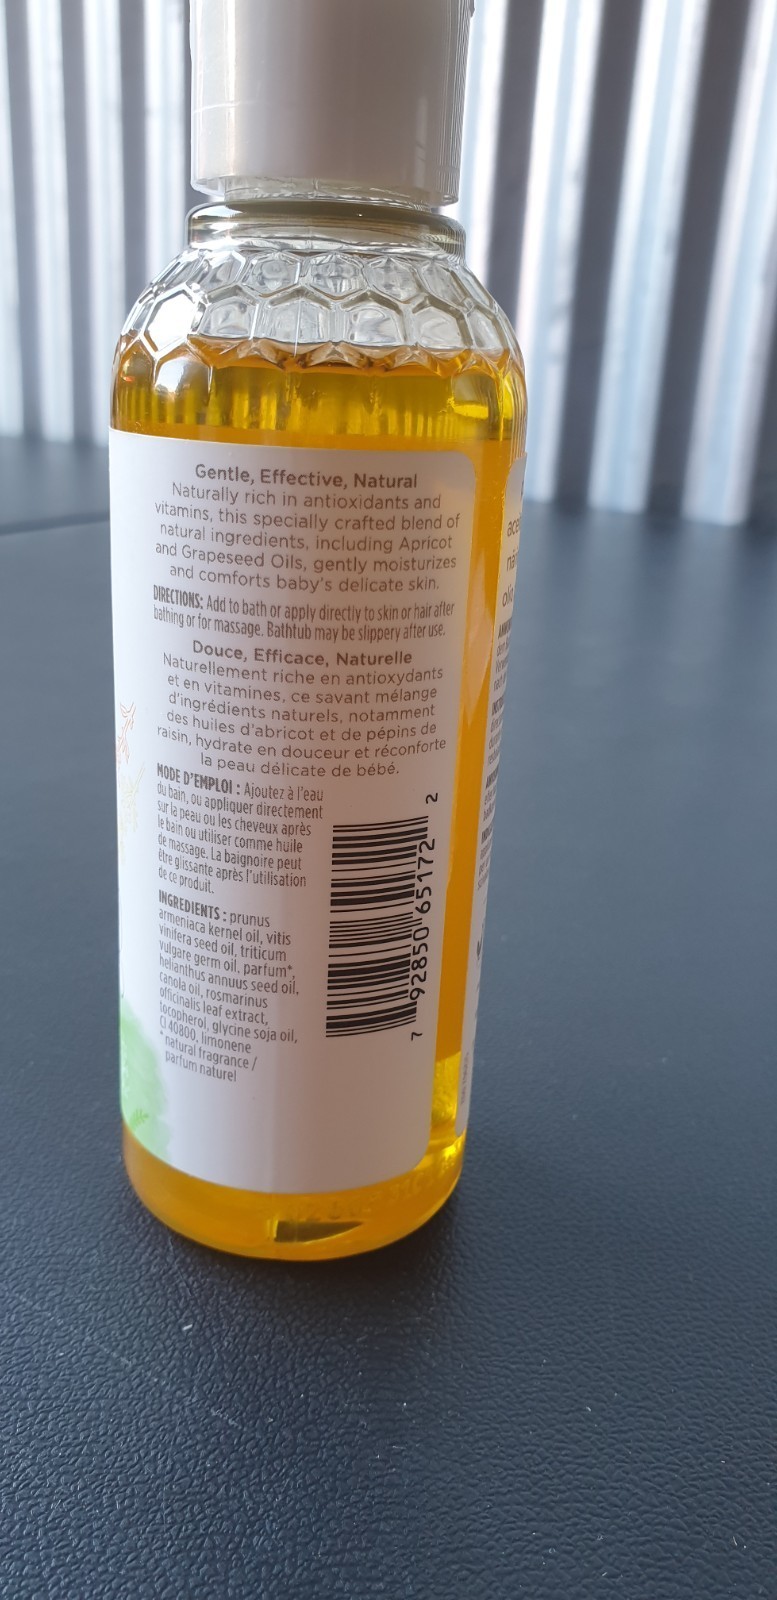 Gentle, Effective, Natural
Naturally rich in antioxidants and
vitamins, this specially crafted blend of
natural ingredients, including Apricot
and Grapeseed Oils, gently moisturizes
and comforts baby's delicate skin.
DIRECTIONS: Add to bath or apply directly to skin or hair after
bathing or for massage. Bathtub may be slippery after use.
Douce, Efficace, Naturelle
Naturellement riche en antioxydants
et en vitamines, ce savant mélange
d'ingrédients naturels, notamment
des huiles d'abricot et de pépins de
raisin, hydrate en douceur et réconforte
la peau délicate de bébé.
MODE D'EMPLOI : Ajoutez à l'eau
du bain, ou appliquer directement
sur la peau ou les cheveux après
le bain ou utiliser comme huile
de massage. La baignoire peut
être glissante après l'utilisation
de ce produit.
INGREDIENTS : prunus
armeniaca kernel oil, vitis
vinifera seed oil, triticum
vulgare germ oil, parfum*,
helianthus annuus seed oil,
canola oil, rosmarinus
officinalis leaf extract,
tocopherol, glycine soja oil,
CI 40800, limonene
* natural fragrance /
parfum naturel
7 92850 65172 2